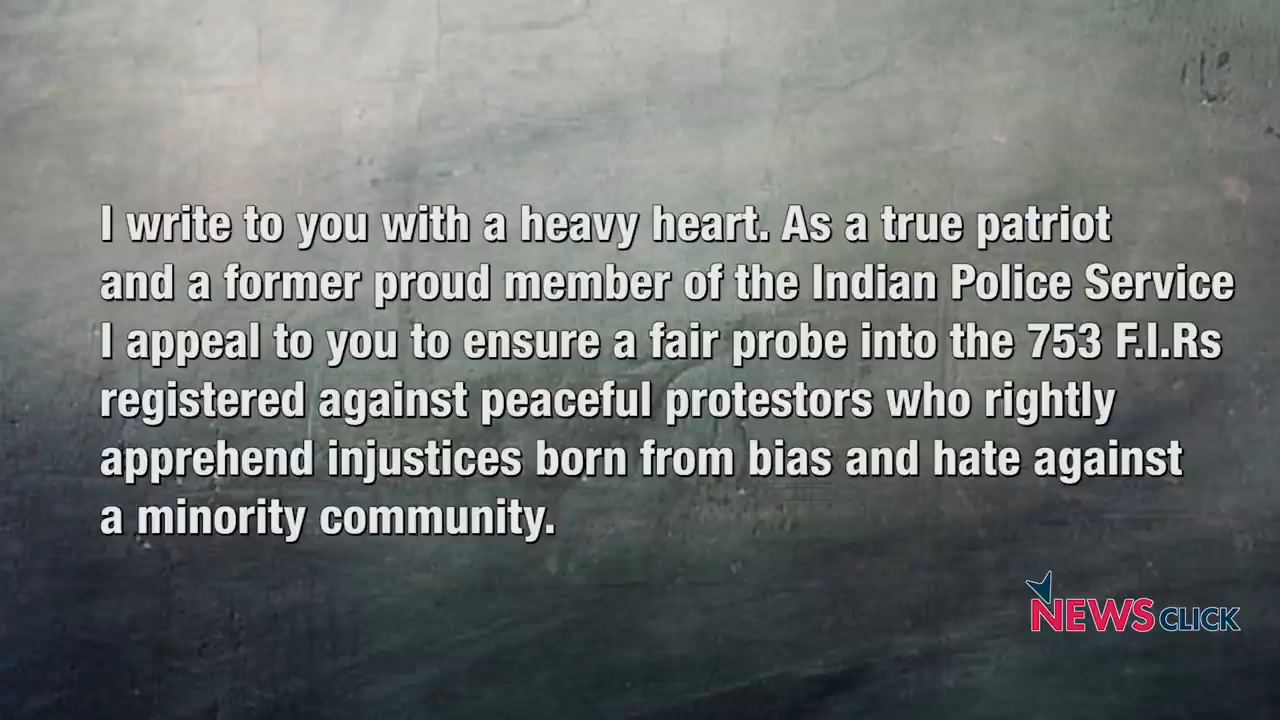 I write to you with a heavy heart. As a true patriot
and a former proud member of the Indian Police Service
I appeal to you to ensure a fair probe into the 753 F.I.Rs
registered against peaceful protestors who rightly
apprehend injustices born from bias and hate against
a minority community.
NEWSCLICK